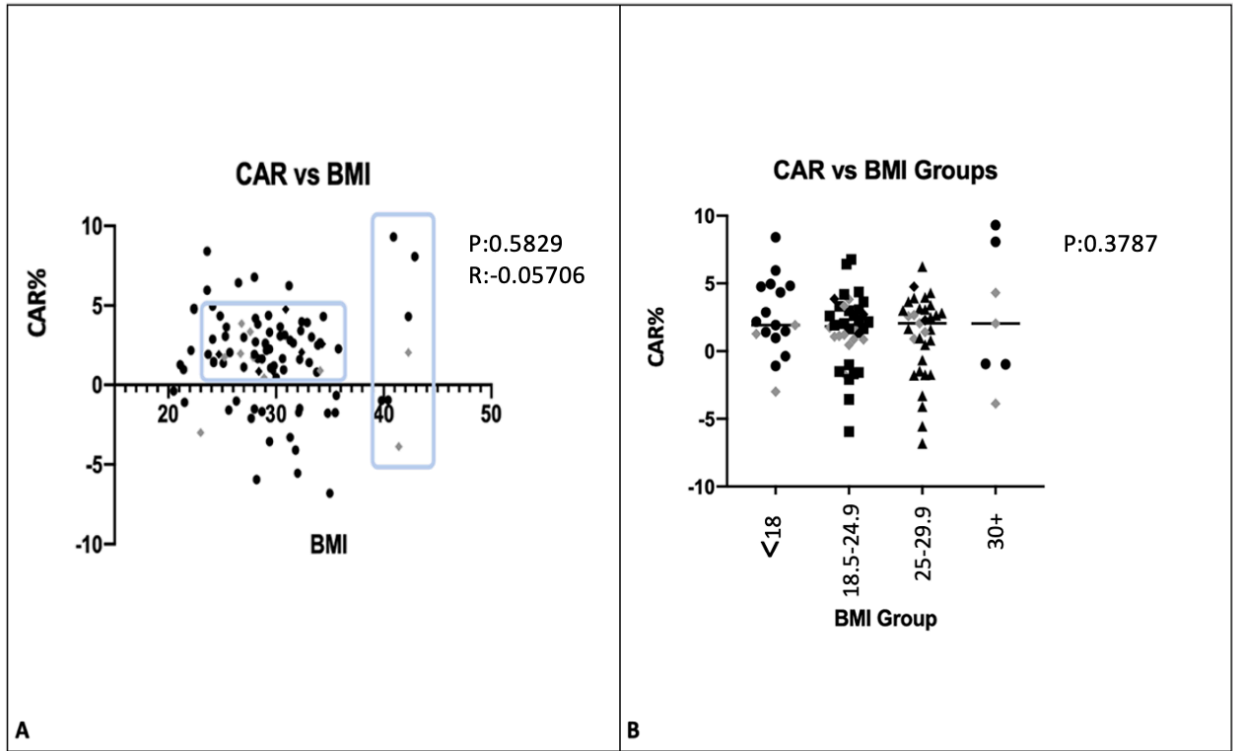 CAR vs BMI
10
5
0
-5
-10
CAR%
20
30
40
50
BMI
P:0.5829
R:-0.05706
A
CAR vs BMI Groups
10
5
0
-5
-10
CAR%
<18
18.5-24.9
25-29.9
30+
BMI Group
P:0.3787
B